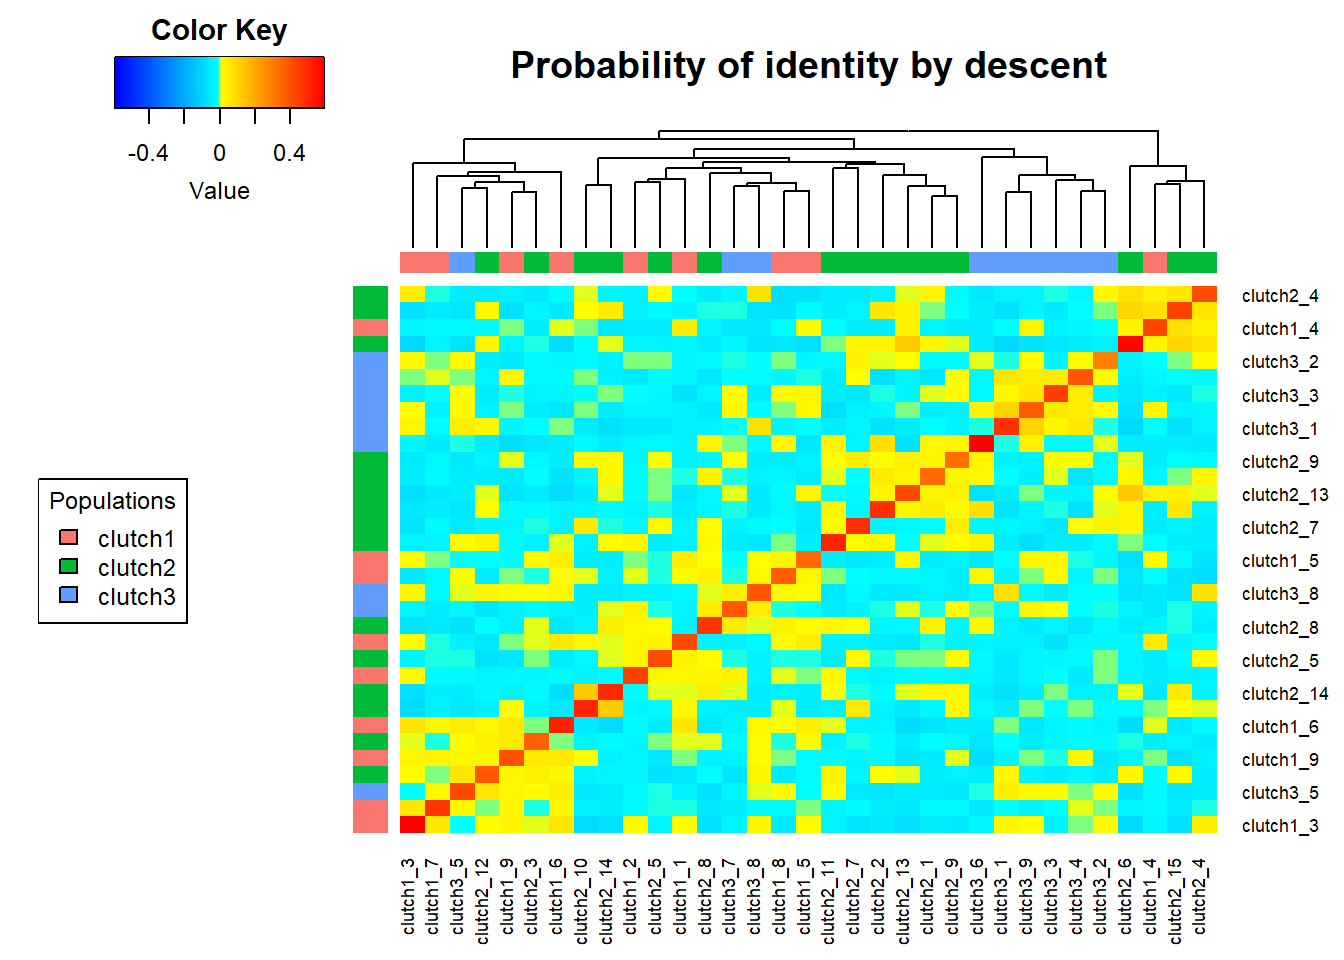 Color Key
-0.4 0 0.4
Value
Probability of identity by descent
clutch2_4
clutch1_4
clutch3_2
clutch3_3
clutch3_1
clutch2_9
clutch2_13
clutch2_7
clutch1_5
clutch3_8
clutch2_8
clutch2_5
clutch2_14
clutch1_6
clutch1_9
clutch3_5
clutch1_3
Populations
clutch1
clutch2
clutch3
clutch1_3
clutch1_7
clutch3_5
clutch2_12
clutch1_9
clutch2_3
clutch1_6
clutch2_10
clutch2_14
clutch1_2
clutch2_5
clutch1_1
clutch2_8
clutch3_7
clutch3_8
clutch1_8
clutch1_5
clutch2_11
clutch2_7
clutch2_2
clutch2_13
clutch2_1
clutch2_9
clutch3_6
clutch3_1
clutch3_9
clutch3_3
clutch3_4
clutch3_2
clutch2_6
clutch1_4
clutch2_15
clutch2_4